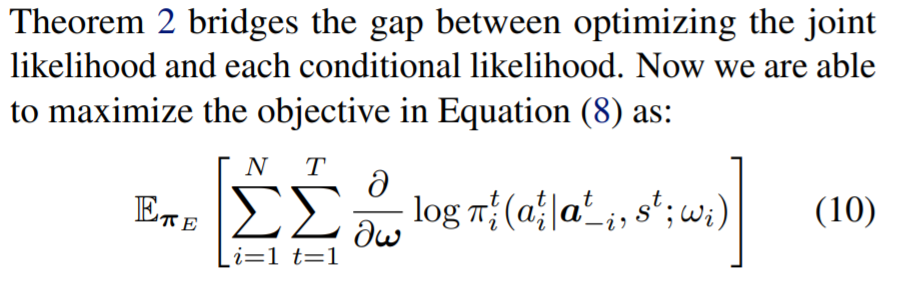 Theorem 2 bridges the gap between optimizing the joint
likelihood and each conditional likelihood. Now we are able
to maximize the objective in Equation (8) as:
$\mathbb{E}_{\boldsymbol{\pi}_E} \left[ \sum_{i=1}^{N} \sum_{t=1}^{T} \frac{\partial}{\partial \boldsymbol{\omega}} \log \pi_i^t (a_i^t | \boldsymbol{a}_{-i}^t, s^t; \omega_i) \right]$ (10)